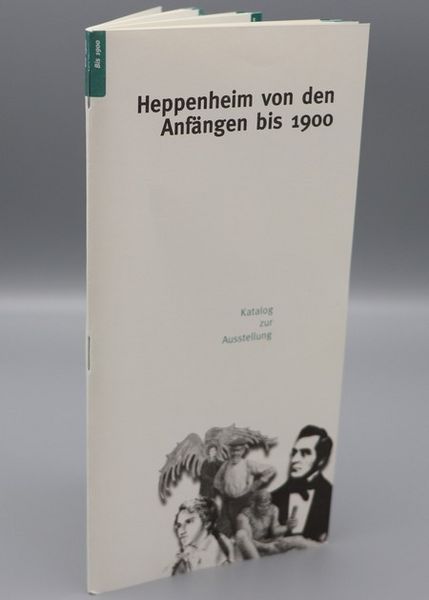 Bis 1900
Heppenheim von den
Anfängen bis 1900
Katalog
zur
Ausstellung